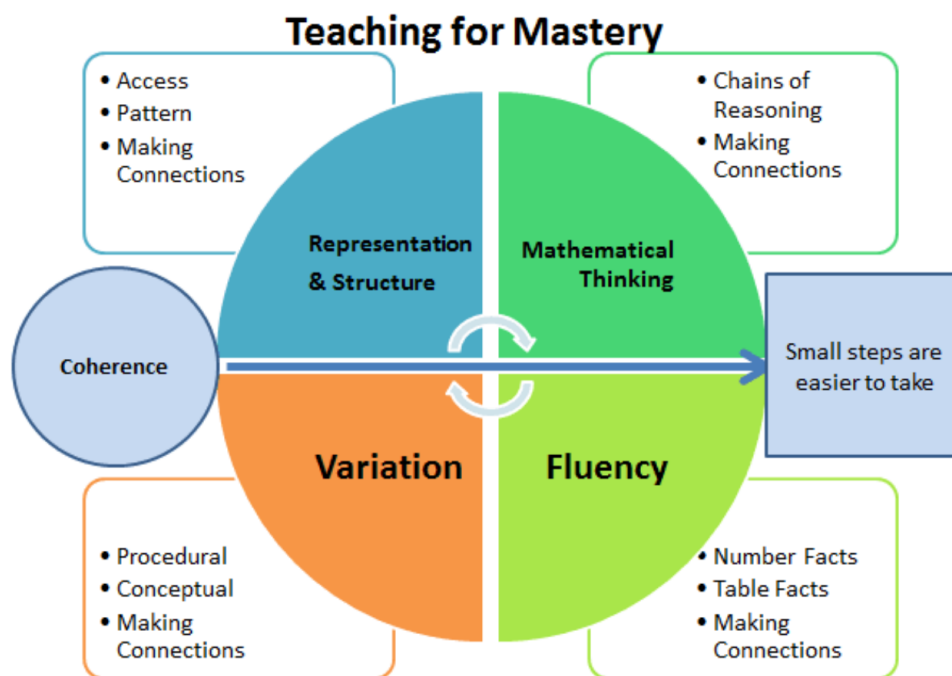 Teaching for Mastery
• Access
• Pattern
• Making
Connections
• Chains of
Reasoning
• Making
Connections
Representation
& Structure
Mathematical
Thinking
Coherence
Small steps are
easier to take
Variation
Fluency
• Procedural
• Conceptual
• Making
Connections
• Number Facts
• Table Facts
• Making
Connections